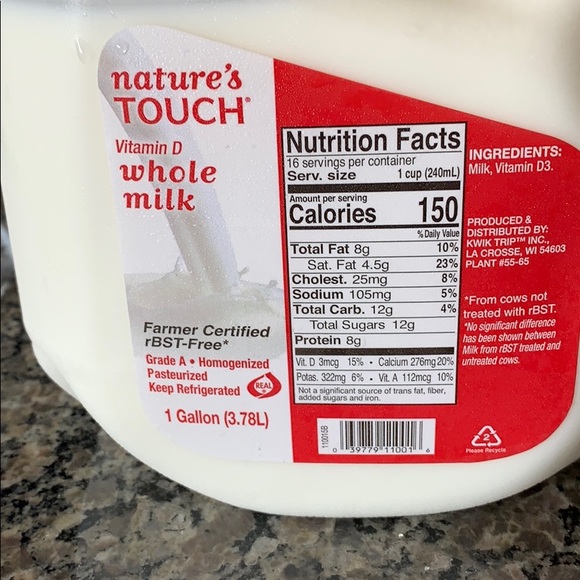 nature's
TOUCH®
Vitamin D
whole
milk
Farmer Certified
rBST-Free*
Grade A • Homogenized
Pasteurized
Keep Refrigerated
REAL
1 Gallon (3.78L)
Nutrition Facts
16 servings per container
Serv. size 1 cup (240mL)
Amount per serving
Calories 150
% Daily Value
Total Fat 8g 10%
Sat. Fat 4.5g 23%
Cholest. 25mg 8%
Sodium 105mg 5%
Total Carb. 12g 4%
Total Sugars 12g
Protein 8g
Vit. D 3mcg 15% • Calcium 276mg 20%
Potas. 322mg 6% • Vit. A 112mcg 10%
Not a significant source of trans fat, fiber,
added sugars and iron.
110015B
0 39779 11001 6
INGREDIENTS:
Milk, Vitamin D3.
PRODUCED &
DISTRIBUTED BY:
KWIK TRIP™ INC.,
LA CROSSE, WI 54603
PLANT #55-65
*From cows not
treated with rBST.
*No significant difference
has been shown between
Milk from rBST treated and
untreated cows.
2
Please Recycle